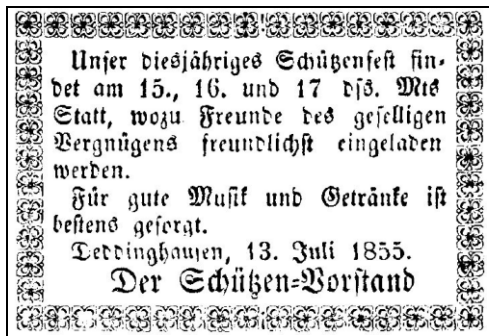 Unser diesjähriges Schützenfest fin-
det am 15., 16. und 17 dss. Mts
Statt, wozu Freunde des geselligen
Vergnügens freundlichst eingeladen
werden.
Für gute Musik und Getränke ist
bestens gesorgt.
Deddinghausen, 13. Juli 1855.
Der Schützen-Vorstand